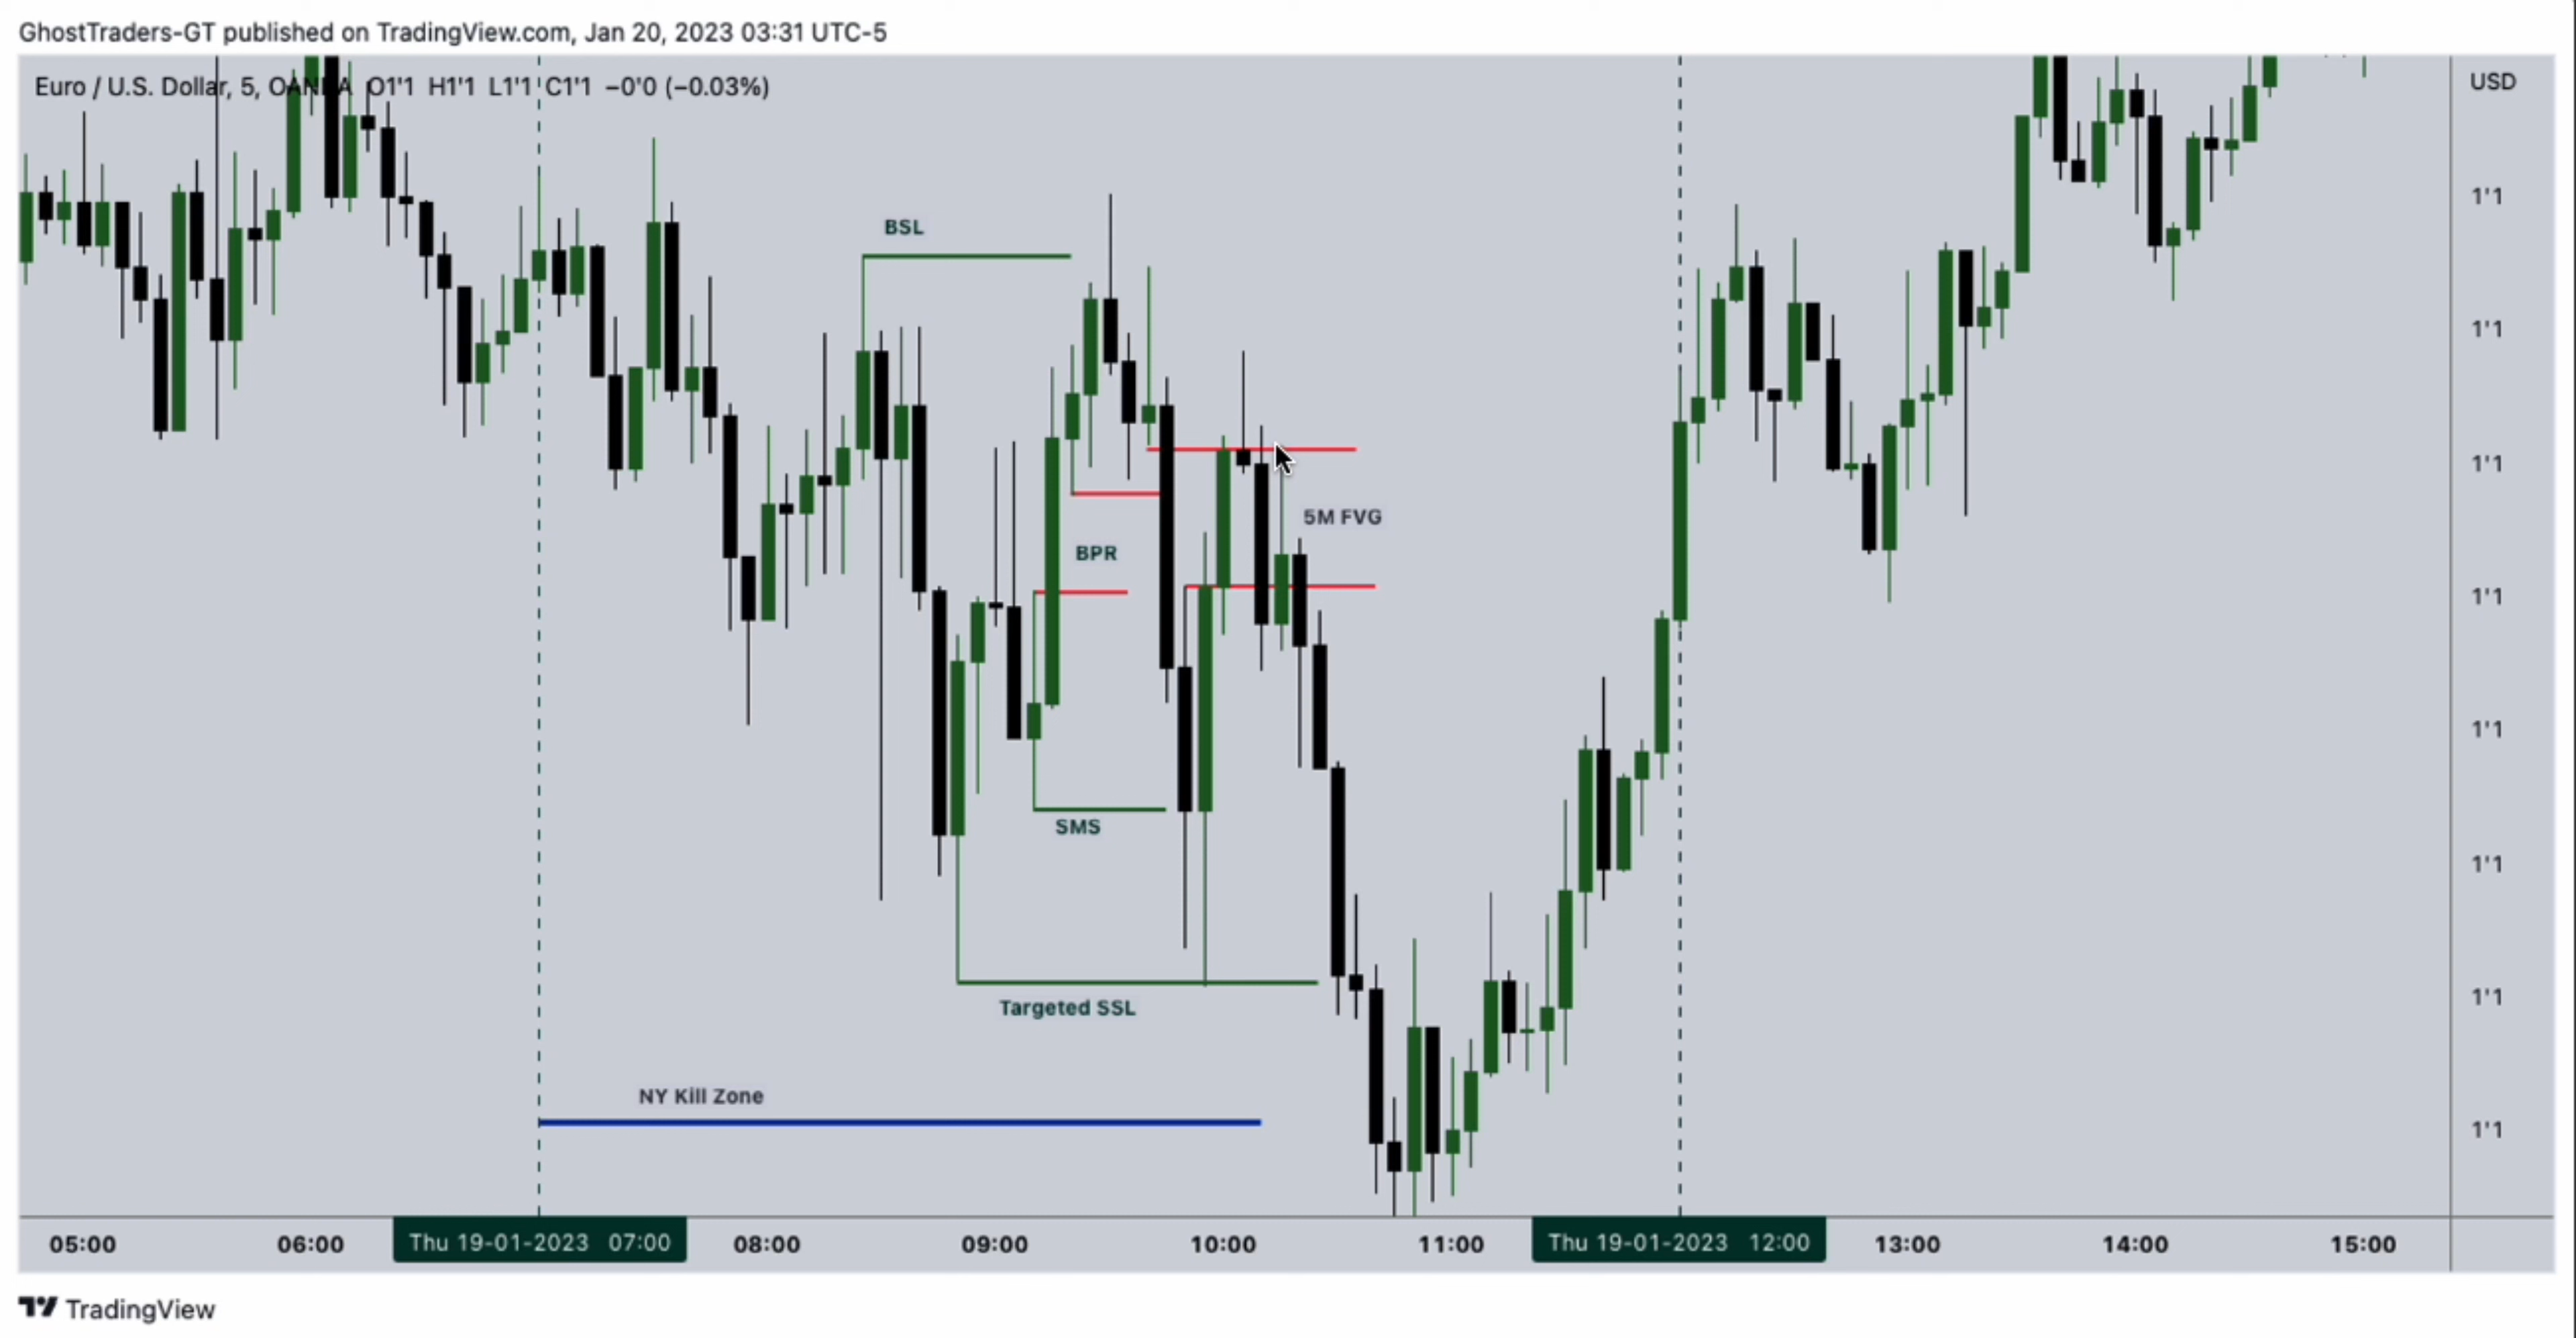 GhostTraders-GT published on TradingView.com, Jan 20, 2023 03:31 UTC-5
Euro / U.S. Dollar, 5, OANDA O1'1 H1'1 L1'1 C1'1 −0'0 (−0.03%)
USD
1'1
BSL
1'1
1'1
5M FVG
BPR
1'1
1'1
SMS
1'1
1'1
Targeted SSL
NY Kill Zone
1'1
05:00 06:00 Thu 19-01-2023 07:00 08:00 09:00 10:00 11:00 Thu 19-01-2023 12:00 13:00 14:00 15:00
TradingView